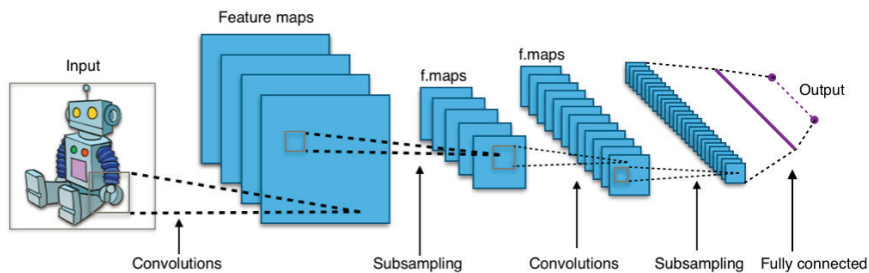 Feature maps
Input
f.maps
f.maps
Output
Convolutions
Subsampling
Convolutions
Subsampling
Fully connected